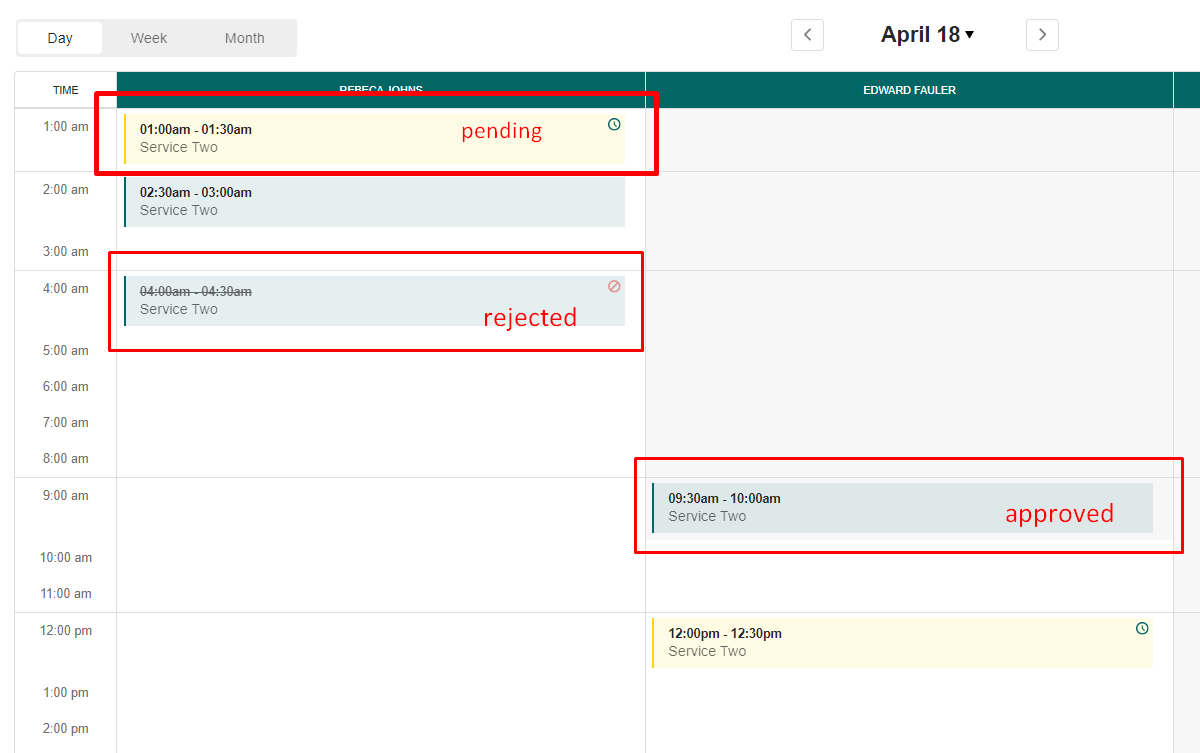 Day Week Month
April 18
TIME REBECA JOHNS EDWARD FAULER
1:00 am
01:00am - 01:30am
Service Two
pending
2:00 am
02:30am - 03:00am
Service Two
3:00 am
4:00 am
04:00am - 04:30am
Service Two
rejected
5:00 am
6:00 am
7:00 am
8:00 am
9:00 am
09:30am - 10:00am
Service Two
approved
10:00 am
11:00 am
12:00 pm
12:00pm - 12:30pm
Service Two
1:00 pm
2:00 pm